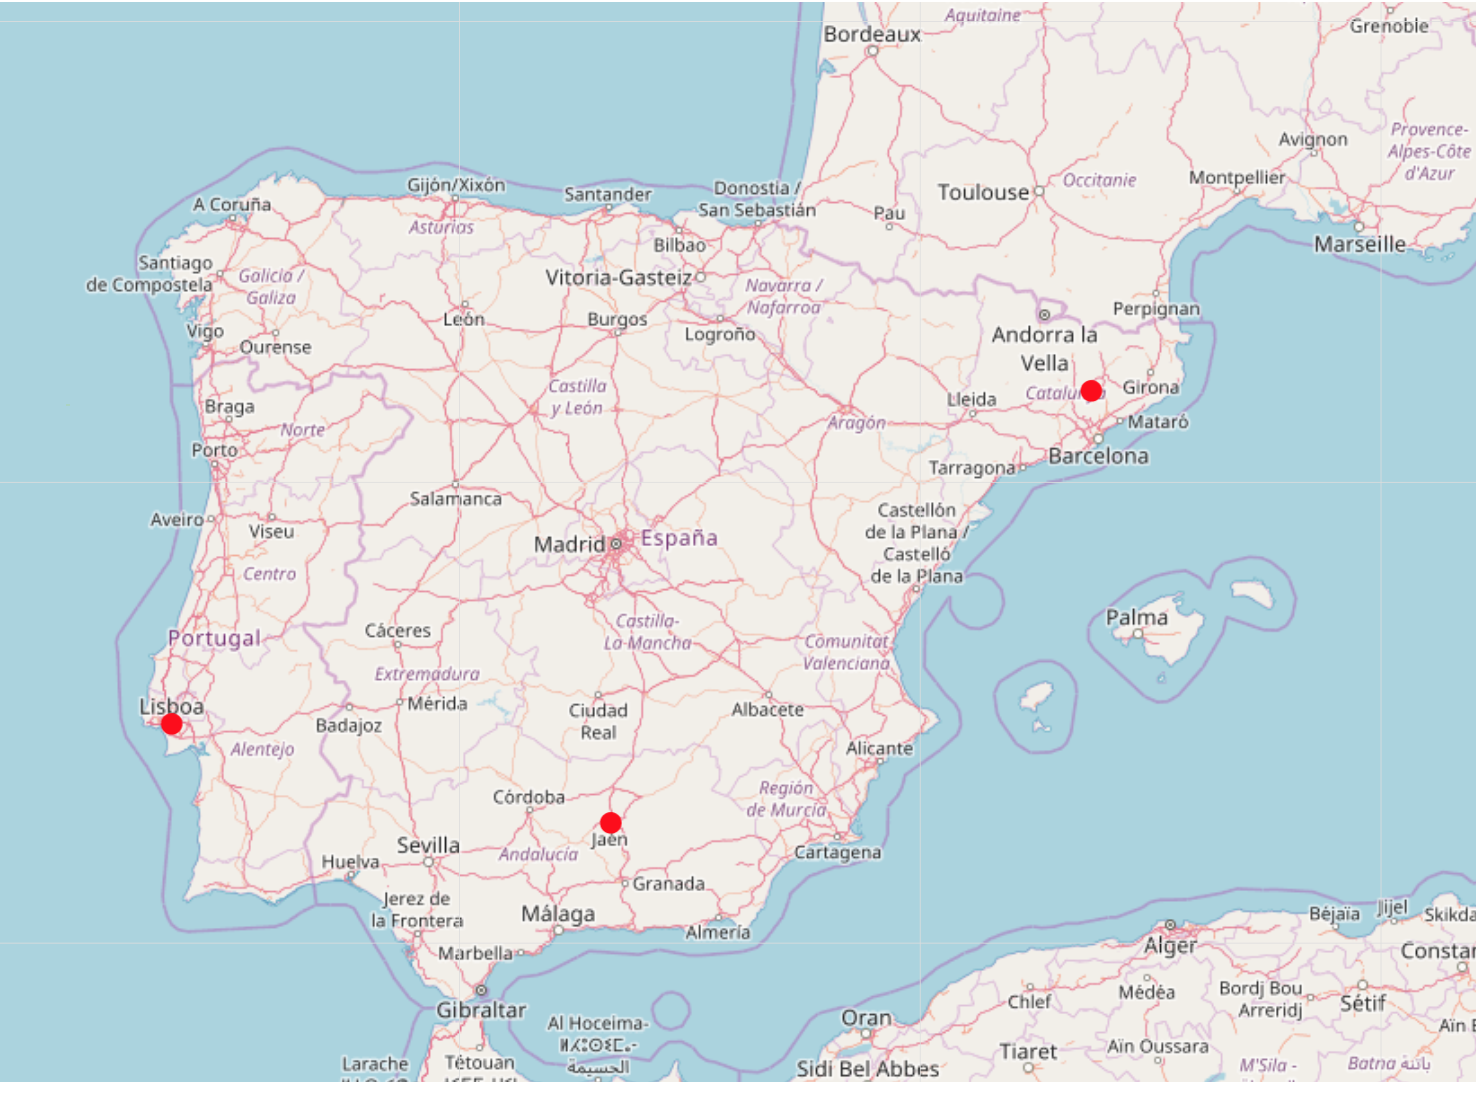 Aquitaine
Grenoble
Bordeaux
Avignon
Provence-
Alpes-Côte
d'Azur
Montpellier
Toulouse
Occitanie
Gijón/Xixón
Santander
Donostia /
San Sebastián
A Coruña
Asturias
Pau
Marseille
Bilbao
Santiago
de Compostela
Galicia /
Galiza
Vitoria-Gasteiz
Navarra /
Nafarroa
León
Burgos
Logroño
Perpignan
Vigo
Ourense
Andorra la
Vella
Castilla
y León
Girona
Lleida
Braga
Norte
Aragón
Mataró
Porto
Barcelona
Tarragona
Salamanca
Aveiro
Viseu
Castellón
de la Plana /
Castelló
de la Plana
Madrid
España
Centro
Palma
Portugal
Cáceres
Castilla-
La-Mancha
Comunitat
Valenciana
Extremadura
Lisboa
Mérida
Badajoz
Ciudad
Real
Albacete
Alentejo
Alicante
Córdoba
Región
de Murcia
Jaén
Sevilla
Andalucía
Cartagena
Huelva
Granada
Jerez de
la Frontera
Málaga
Almería
Marbella
Béjaïa
Jijel
Skikda
Alger
Constan
Gibraltar
Chlef
Médéa
Bordj Bou
Arreridj
Sétif
Oran
Al Hoceima-
الحسيمة
Aïn
Larache
Tétouan
Tiaret
Aïn Oussara
Sidi Bel Abbes
M'Sila -
Batna باتنة